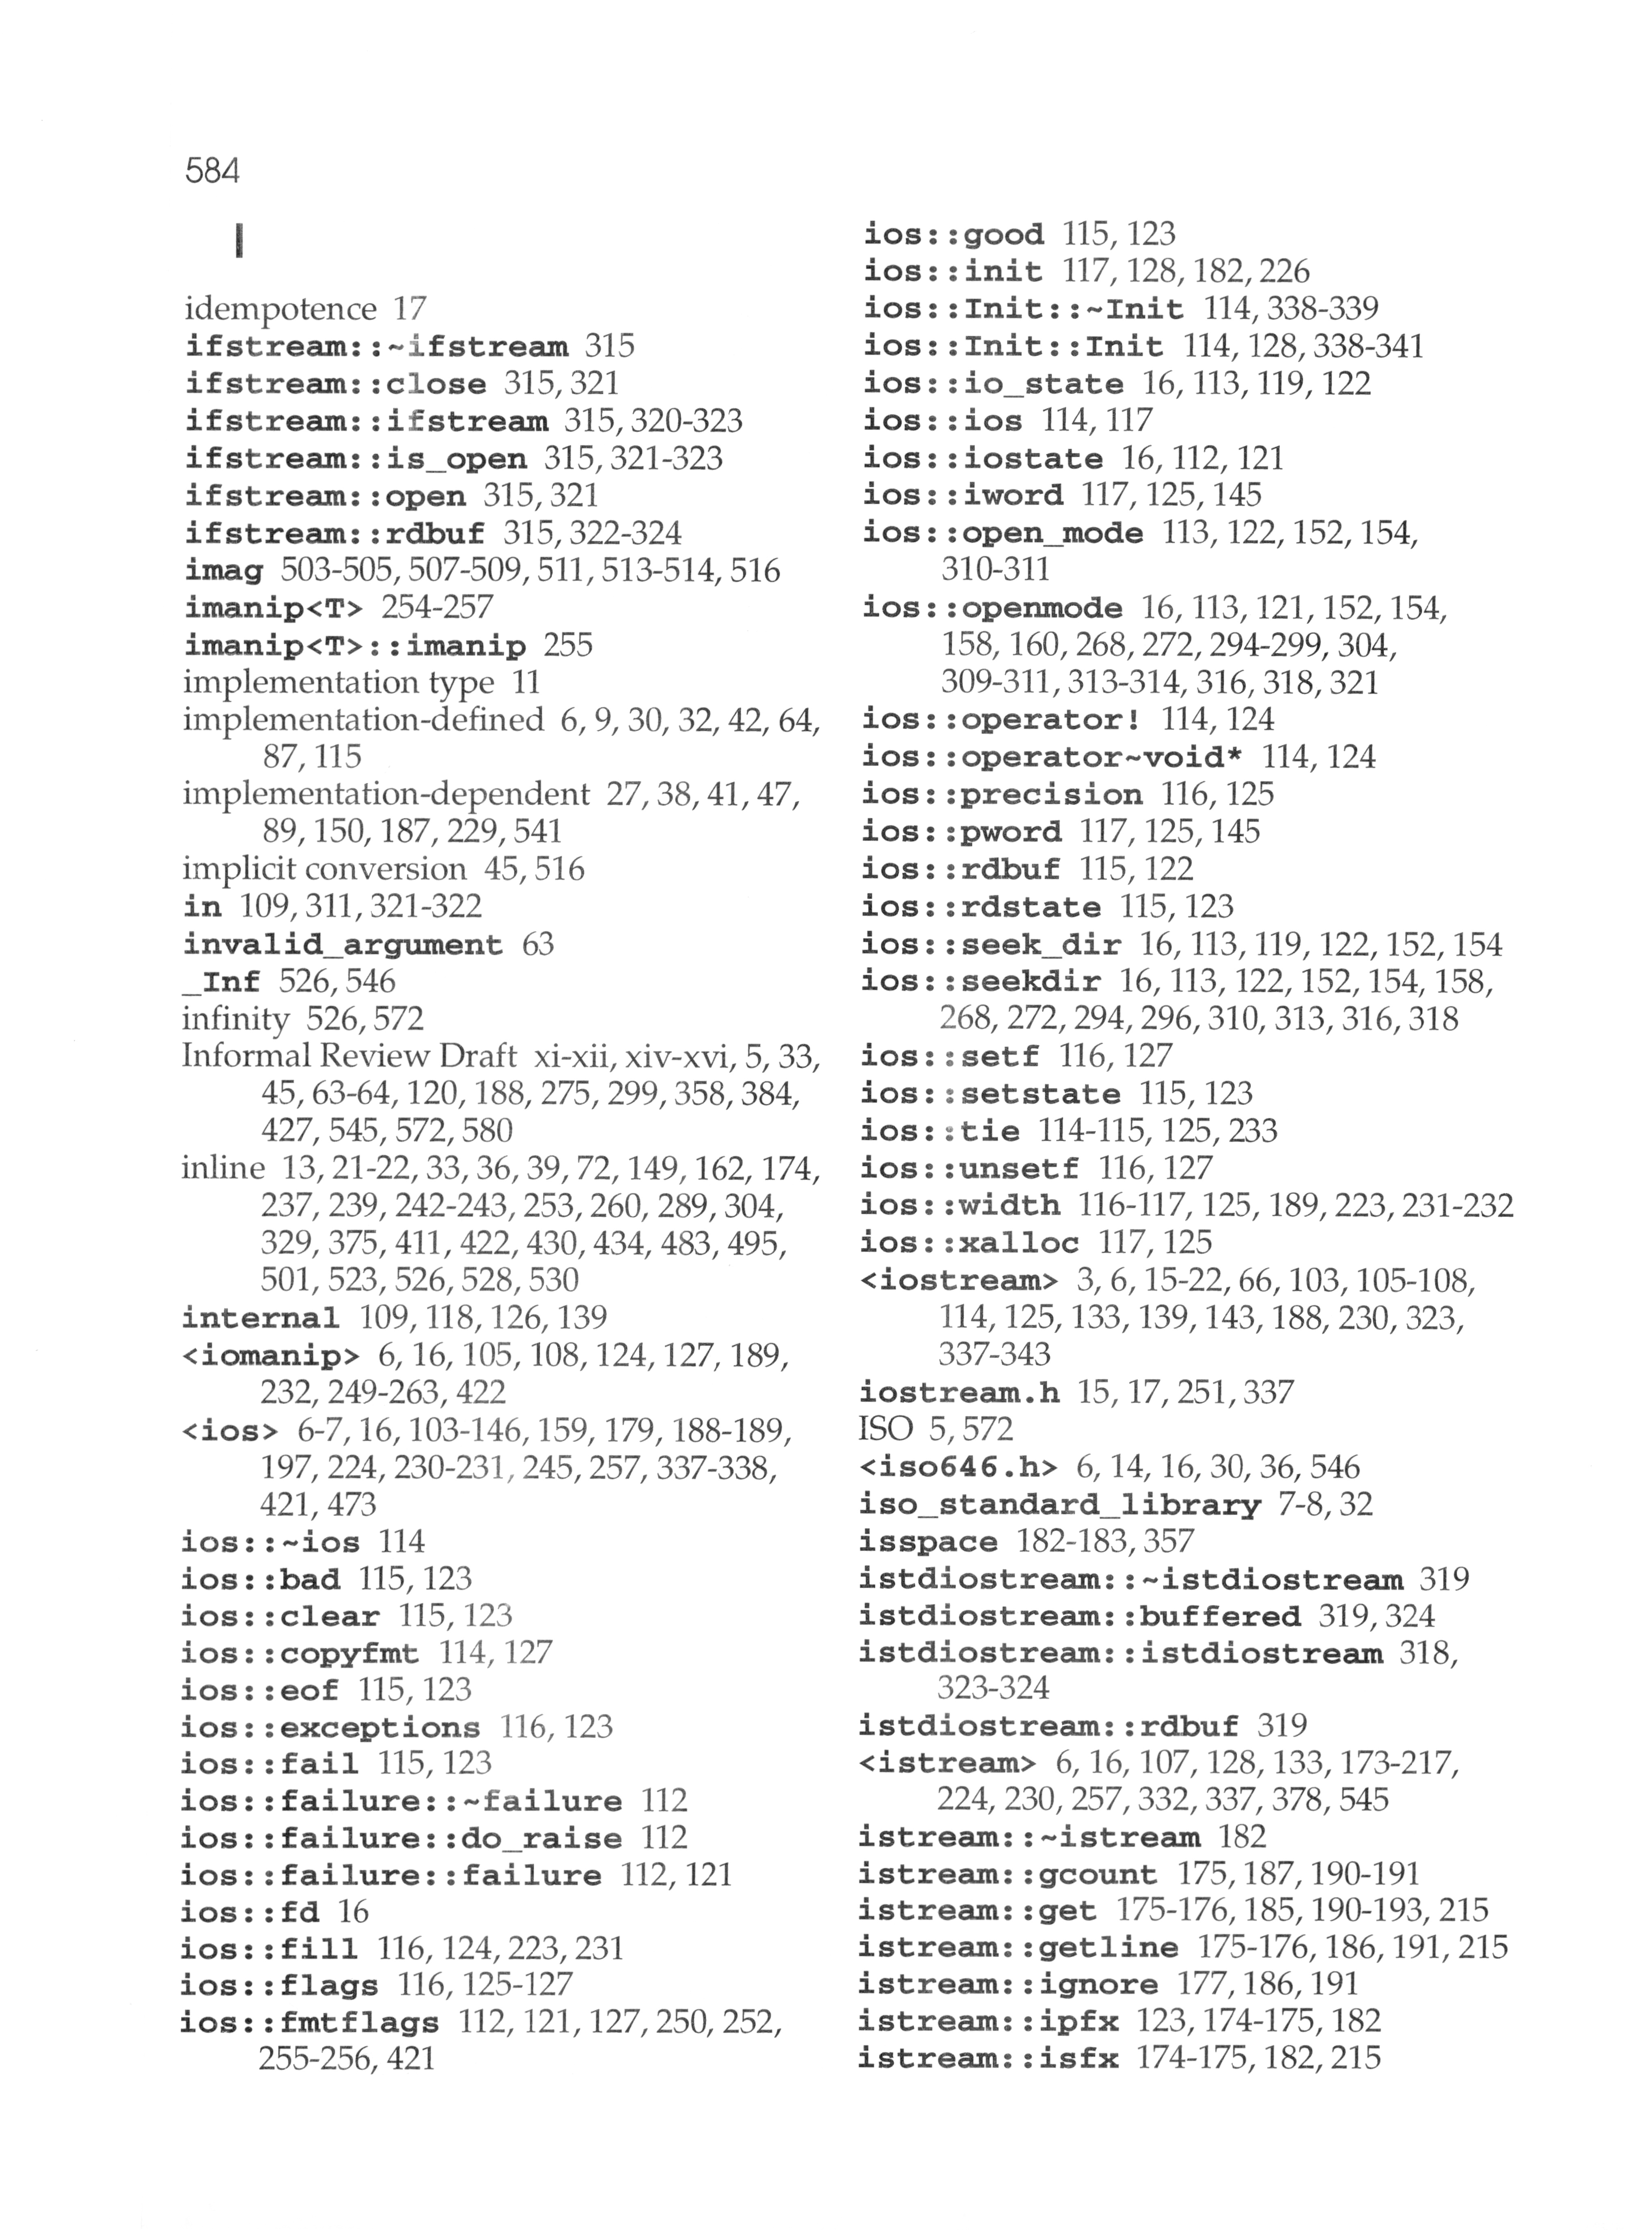 584
I
idempotence 17
ifstream::~ifstream 315
ifstream::close 315, 321
ifstream::ifstream 315, 320-323
ifstream::is_open 315, 321-323
ifstream::open 315, 321
ifstream::rdbuf 315, 322-324
imag 503-505, 507-509, 511, 513-514, 516
imanip<T> 254-257
imanip<T>::imanip 255
implementation type 11
implementation-defined 6, 9, 30, 32, 42, 64,
87, 115
implementation-dependent 27, 38, 41, 47,
89, 150, 187, 229, 541
implicit conversion 45, 516
in 109, 311, 321-322
invalid_argument 63
_Inf 526, 546
infinity 526, 572
Informal Review Draft xi-xii, xiv-xvi, 5, 33,
45, 63-64, 120, 188, 275, 299, 358, 384,
427, 545, 572, 580
inline 13, 21-22, 33, 36, 39, 72, 149, 162, 174,
237, 239, 242-243, 253, 260, 289, 304,
329, 375, 411, 422, 430, 434, 483, 495,
501, 523, 526, 528, 530
internal 109, 118, 126, 139
<iomanip> 6, 16, 105, 108, 124, 127, 189,
232, 249-263, 422
<ios> 6-7, 16, 103-146, 159, 179, 188-189,
197, 224, 230-231, 245, 257, 337-338,
421, 473
ios::~ios 114
ios::bad 115, 123
ios::clear 115, 123
ios::copyfmt 114, 127
ios::eof 115, 123
ios::exceptions 116, 123
ios::fail 115, 123
ios::failure::~failure 112
ios::failure::do_raise 112
ios::failure::failure 112, 121
ios::fd 16
ios::fill 116, 124, 223, 231
ios::flags 116, 125-127
ios::fmtflags 112, 121, 127, 250, 252,
255-256, 421
ios::good 115, 123
ios::init 117, 128, 182, 226
ios::Init::~Init 114, 338-339
ios::Init::Init 114, 128, 338-341
ios::io_state 16, 113, 119, 122
ios::ios 114, 117
ios::iostate 16, 112, 121
ios::iword 117, 125, 145
ios::open_mode 113, 122, 152, 154,
310-311
ios::openmode 16, 113, 121, 152, 154,
158, 160, 268, 272, 294-299, 304,
309-311, 313-314, 316, 318, 321
ios::operator! 114, 124
ios::operator~void* 114, 124
ios::precision 116, 125
ios::pword 117, 125, 145
ios::rdbuf 115, 122
ios::rdstate 115, 123
ios::seek_dir 16, 113, 119, 122, 152, 154
ios::seekdir 16, 113, 122, 152, 154, 158,
268, 272, 294, 296, 310, 313, 316, 318
ios::setf 116, 127
ios::setstate 115, 123
ios::tie 114-115, 125, 233
ios::unsetf 116, 127
ios::width 116-117, 125, 189, 223, 231-232
ios::xalloc 117, 125
<iostream> 3, 6, 15-22, 66, 103, 105-108,
114, 125, 133, 139, 143, 188, 230, 323,
337-343
iostream.h 15, 17, 251, 337
ISO 5, 572
<iso646.h> 6, 14, 16, 30, 36, 546
iso_standard_library 7-8, 32
isspace 182-183, 357
istdiostream::~istdiostream 319
istdiostream::buffered 319, 324
istdiostream::istdiostream 318,
323-324
istdiostream::rdbuf 319
<istream> 6, 16, 107, 128, 133, 173-217,
224, 230, 257, 332, 337, 378, 545
istream::~istream 182
istream::gcount 175, 187, 190-191
istream::get 175-176, 185, 190-193, 215
istream::getline 175-176, 186, 191, 215
istream::ignore 177, 186, 191
istream::ipfx 123, 174-175, 182
istream::isfx 174-175, 182, 215